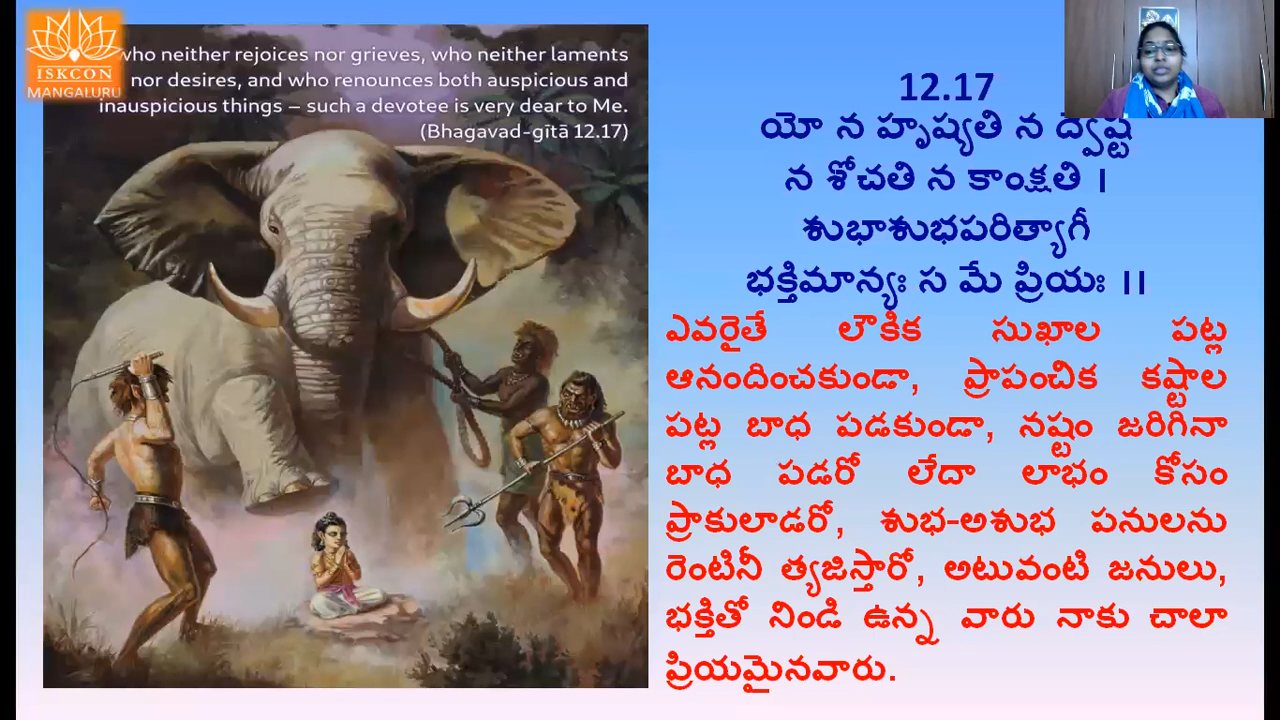 ISKCON
MANGALURU
who neither rejoices nor grieves, who neither laments
nor desires, and who renounces both auspicious and
inauspicious things – such a devotee is very dear to Me.
(Bhagavad-gītā 12.17)
12.17
యో న హృష్యతి న ద్వేష్టి
న శోచతి న కాంక్షతి ।
శుభాశుభపరిత్యాగీ
భక్తిమాన్యః స మే ప్రియః ।।
ఎవరైతే లౌకిక సుఖాల పట్ల
ఆనందించకుండా, ప్రాపంచిక కష్టాల
పట్ల బాధ పడకుండా, నష్టం జరిగినా
బాధ పడరో లేదా లాభం కోసం
ప్రాకులాడరో, శుభ-అశుభ పనులను
రెంటినీ త్యజిస్తారో, అటువంటి జనులు,
భక్తితో నిండి ఉన్న వారు నాకు చాలా
ప్రియమైనవారు.